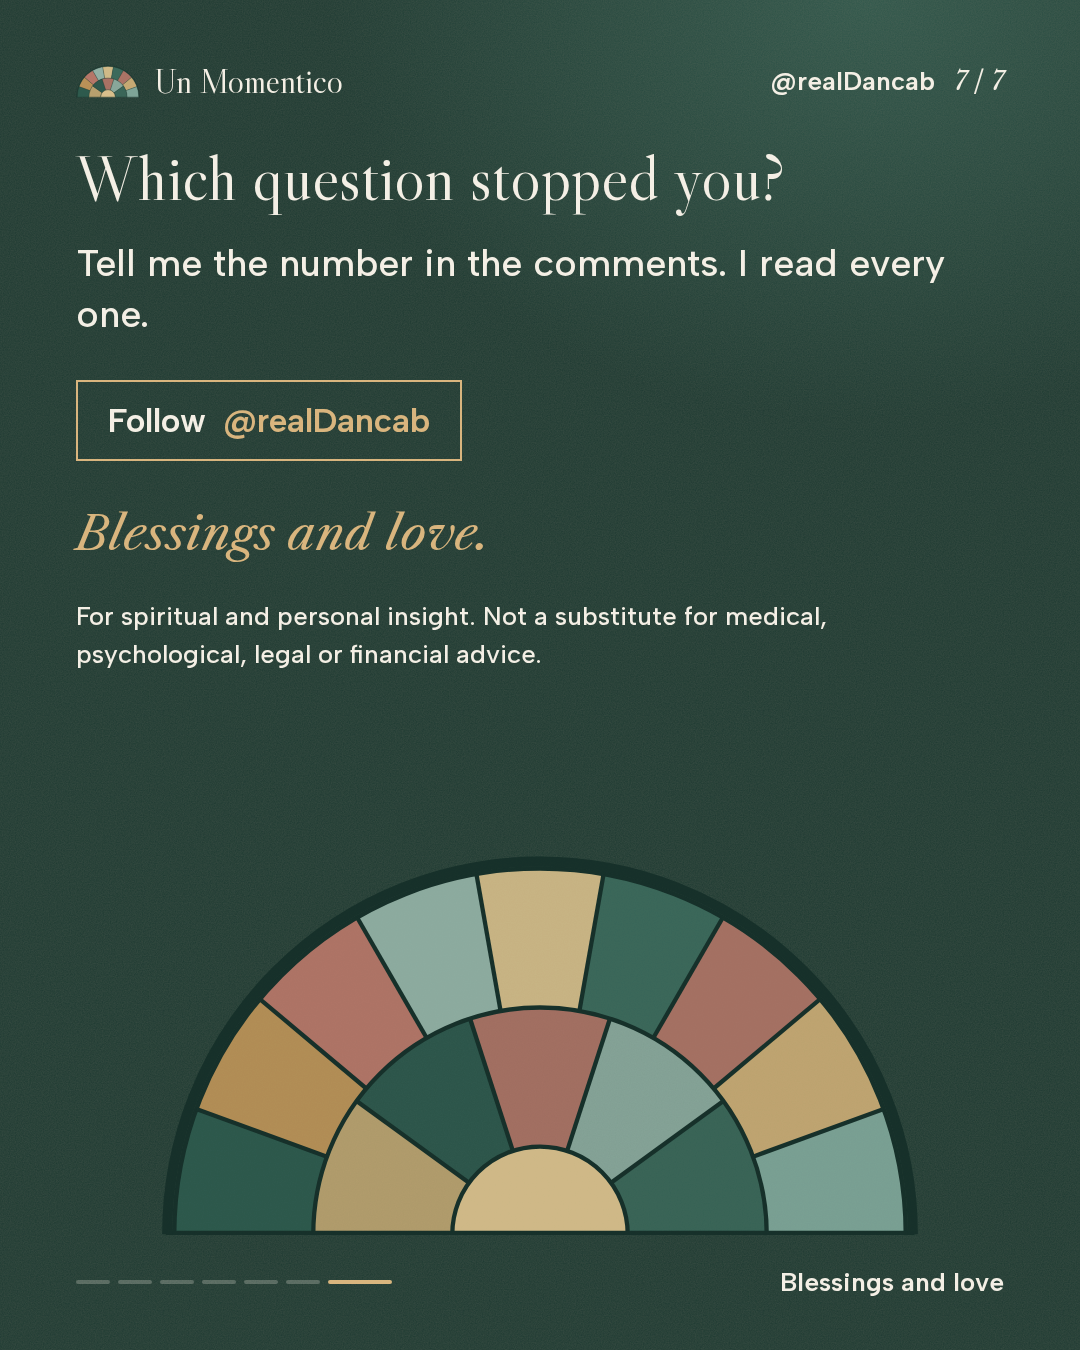 Un Momentico
@realDancab 7 / 7
Which question stopped you?
Tell me the number in the comments. I read every
one.
Follow @realDancab
Blessings and love.
For spiritual and personal insight. Not a substitute for medical,
psychological, legal or financial advice.
Blessings and love